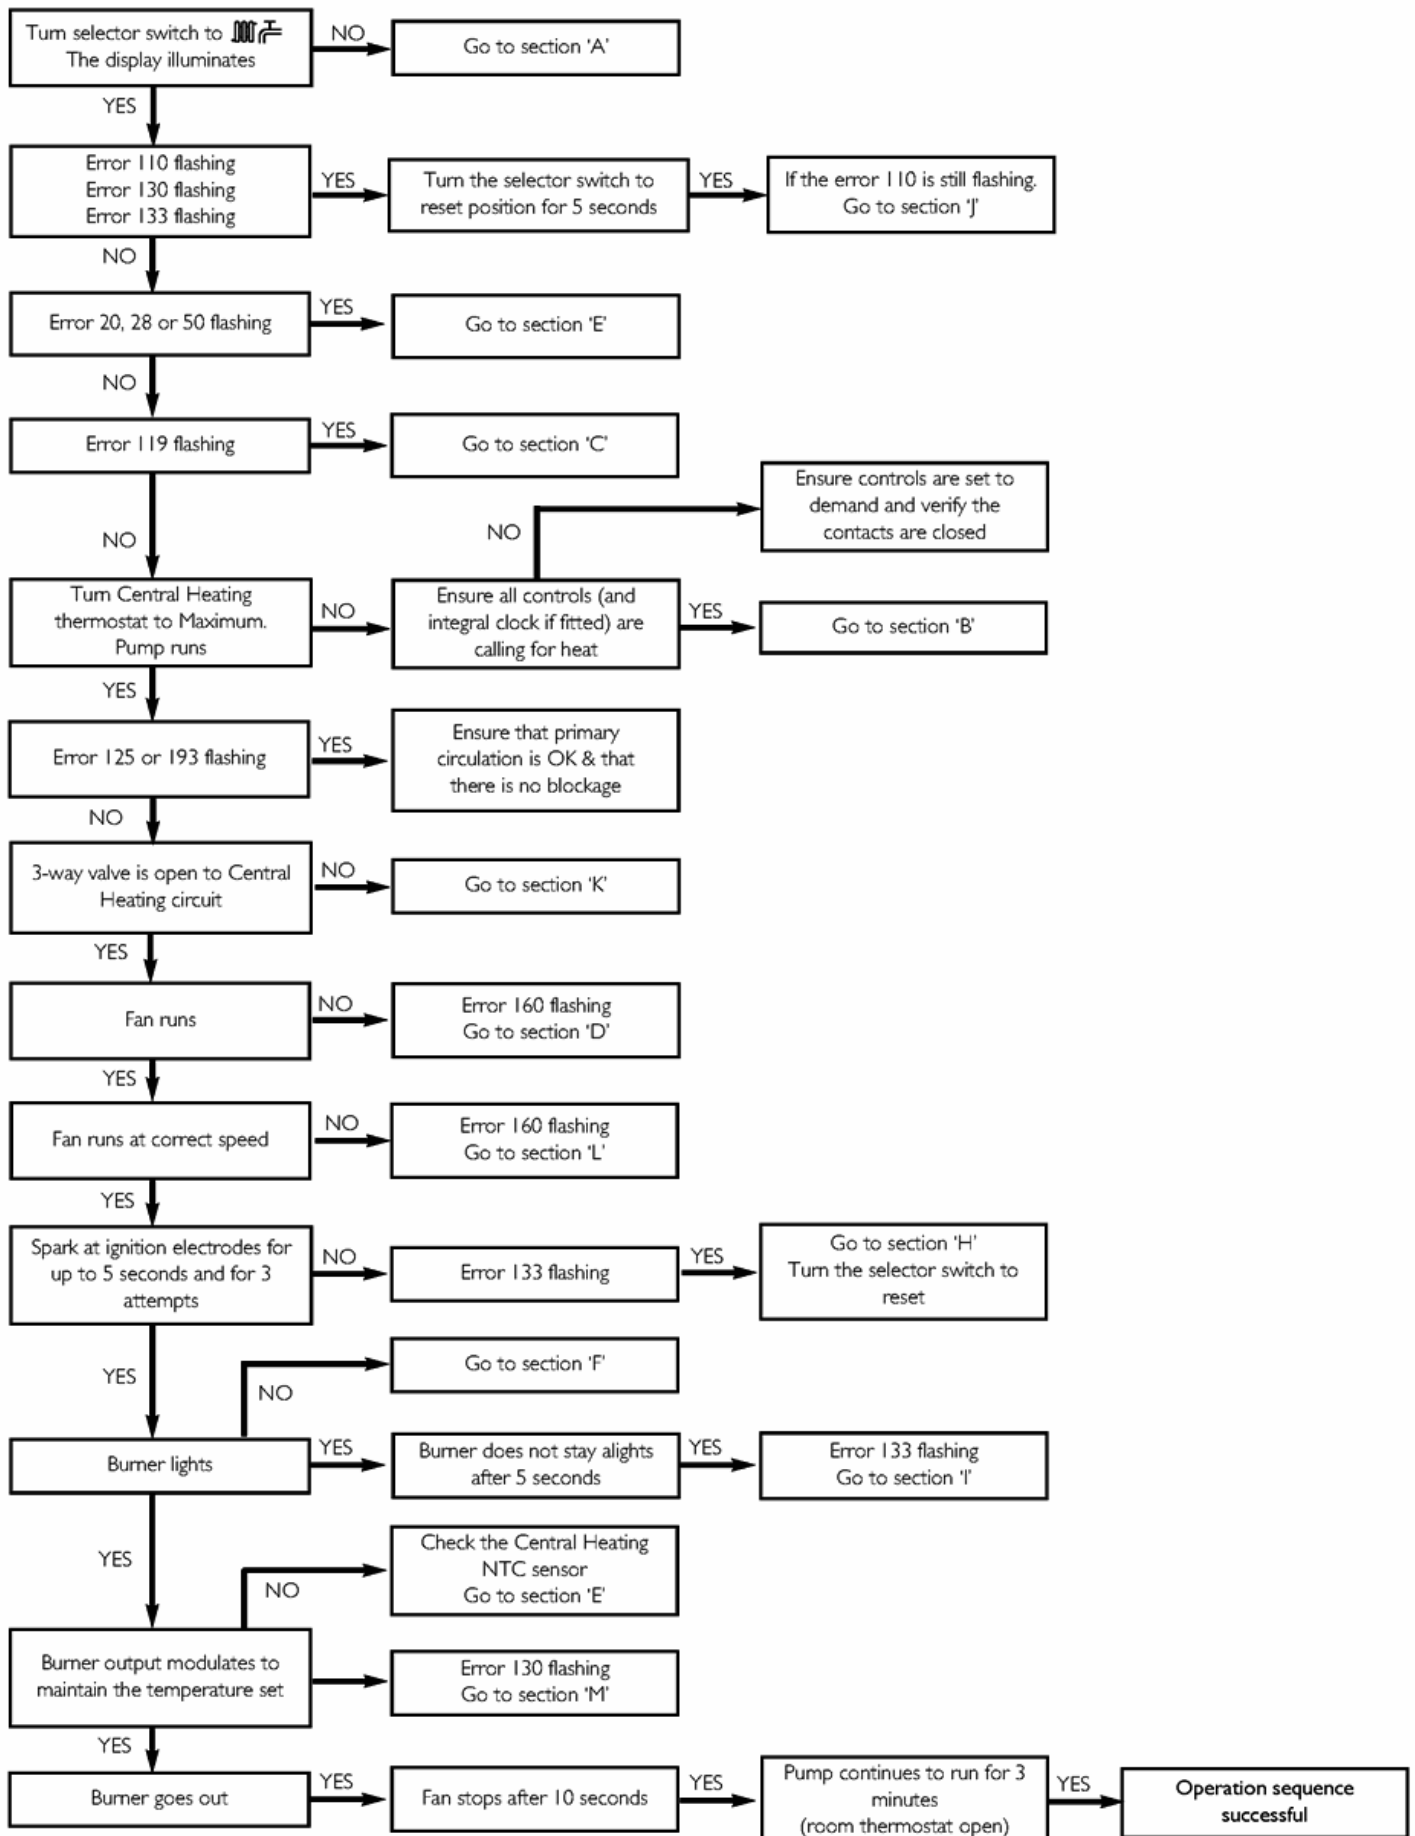 Turn selector switch to
The display illuminates
NO
Go to section 'A'
YES
Error 110 flashing
Error 130 flashing
Error 133 flashing
YES
Turn the selector switch to
reset position for 5 seconds
YES
If the error 110 is still flashing.
Go to section 'J'
NO
Error 20, 28 or 50 flashing
YES
Go to section 'E'
NO
Error 119 flashing
YES
Go to section 'C'
NO
Turn Central Heating
thermostat to Maximum.
Pump runs
NO
Ensure all controls (and
integral clock if fitted) are
calling for heat
NO
Ensure controls are set to
demand and verify the
contacts are closed
YES
Go to section 'B'
YES
Error 125 or 193 flashing
YES
Ensure that primary
circulation is OK & that
there is no blockage
NO
3-way valve is open to Central
Heating circuit
NO
Go to section 'K'
YES
Fan runs
NO
Error 160 flashing
Go to section 'D'
YES
Fan runs at correct speed
NO
Error 160 flashing
Go to section 'L'
YES
Spark at ignition electrodes for
up to 5 seconds and for 3
attempts
NO
Error 133 flashing
YES
Go to section 'H'
Turn the selector switch to
reset
YES
NO
Go to section 'F'
Burner lights
YES
Burner does not stay alights
after 5 seconds
YES
Error 133 flashing
Go to section 'I'
YES
NO
Check the Central Heating
NTC sensor
Go to section 'E'
Burner output modulates to
maintain the temperature set
Error 130 flashing
Go to section 'M'
YES
Burner goes out
YES
Fan stops after 10 seconds
YES
Pump continues to run for 3
minutes
(room thermostat open)
YES
Operation sequence
successful